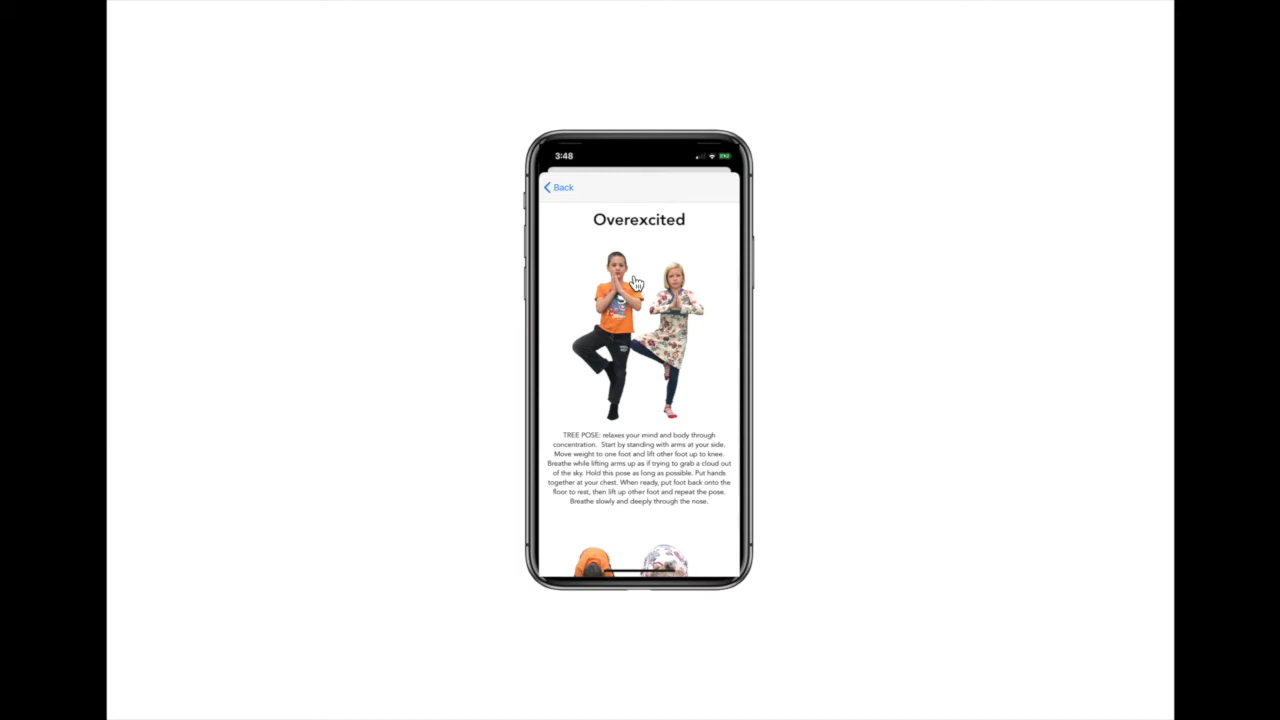 3:48
Back
Overexcited
TREE POSE: relaxes your mind and body through
concentration. Start by standing with arms at your side.
Move weight to one foot and lift other foot up to knee.
Breathe while lifting arms up as if trying to grab a cloud out
of the sky. Hold this pose as long as possible. Put hands
together at your chest. When ready, put foot back onto the
floor to rest, then lift up other foot and repeat the pose.
Breathe slowly and deeply through the nose.